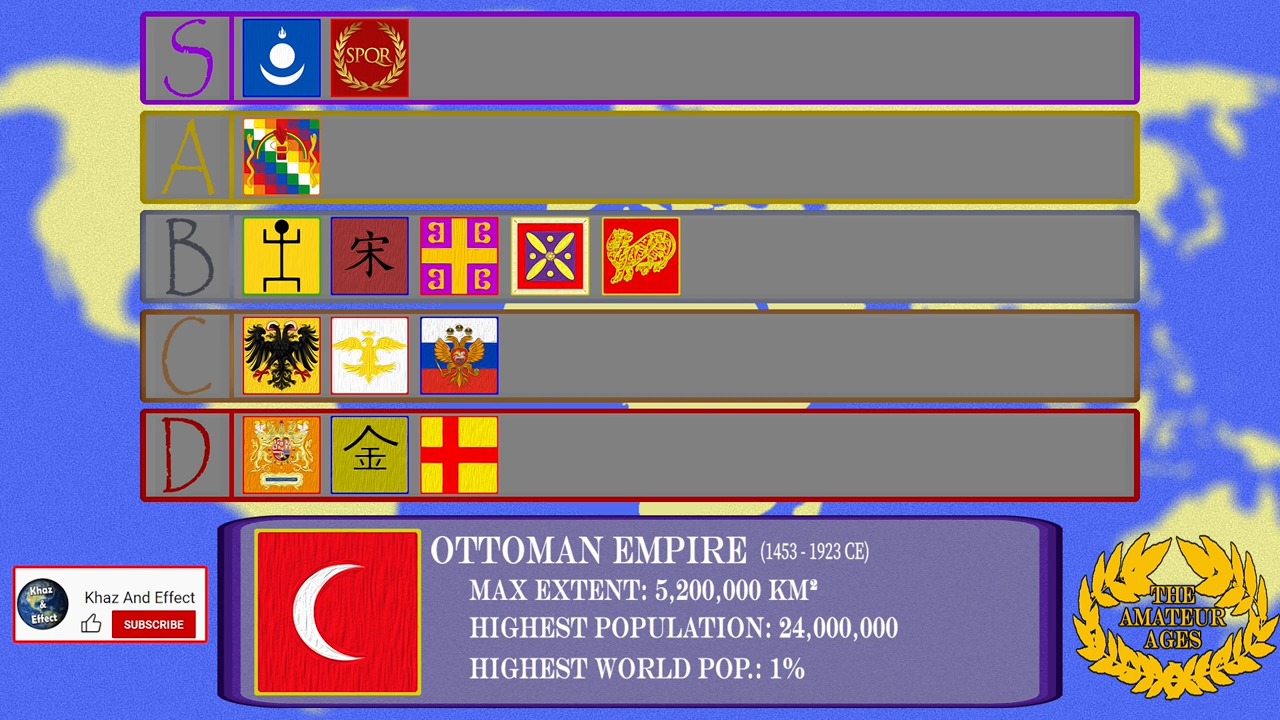 S
SPQR
A
B
宋
C
D
金
OTTOMAN EMPIRE (1453 - 1923 CE)
MAX EXTENT: 5,200,000 KM²
HIGHEST POPULATION: 24,000,000
HIGHEST WORLD POP.: 1%
Khaz
&
Effect
Khaz And Effect
SUBSCRIBE
THE
AMATEUR
AGES